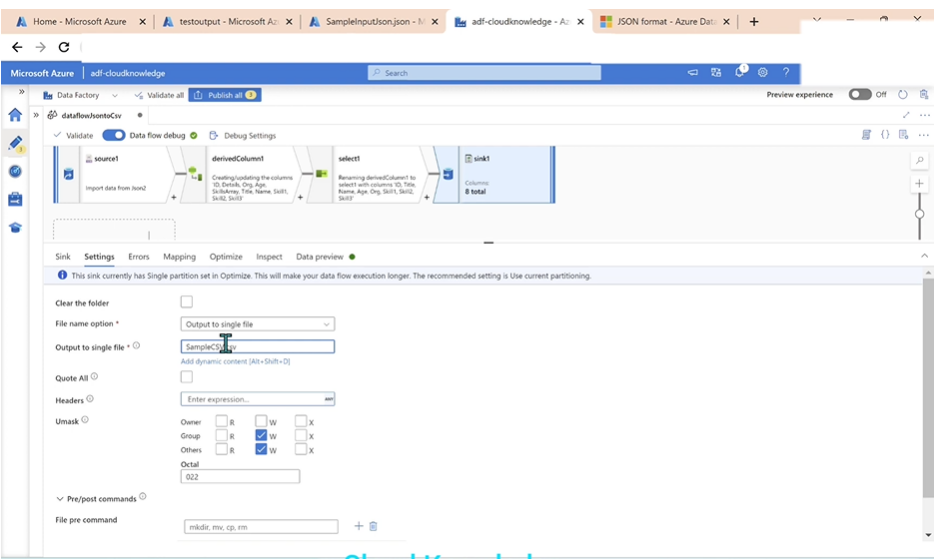 Home - Microsoft Azure
testoutput - Microsoft Az
SampleInputJson.json - M
adf-cloudknowledge - Az
JSON format - Azure Data
Microsoft Azure adf-cloudknowledge Search 1 ?
Data Factory Validate all Publish all 3 Preview experience Off
dataflowJsontoCsv
Validate Data flow debug Debug Settings
source1
Import data from Json2
derivedColumn1
Creating/updating the columns
'ID, Details, Org, Age,
SkillsArray, Title, Name, Skill1,
Skill2, Skill3'
select1
Renaming derivedColumn1 to
select1 with columns 'ID, Title,
Name, Age, Org, Skill1, Skill2,
Skill3'
sink1
Columns
8 total
Sink Settings Errors Mapping Optimize Inspect Data preview
This sink currently has Single partition set in Optimize. This will make your data flow execution longer. The recommended setting is Use current partitioning.
Clear the folder
File name option * Output to single file
Output to single file * SampleCSV.csv
Add dynamic content [Alt+Shift+D]
Quote All
Headers Enter expression... ANY
Umask
Owner R W X
Group R W X
Others R W X
Octal
022
Pre/post commands
File pre command mkdir, mv, cp, rm